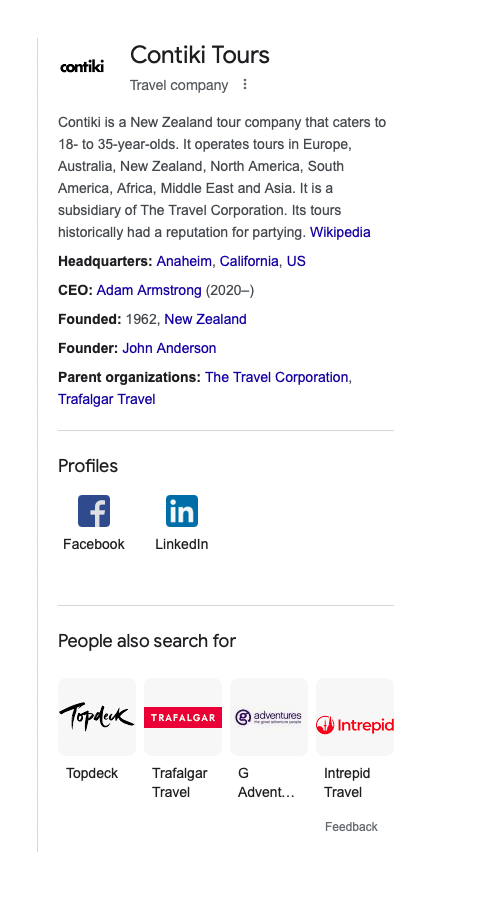 contiki
Contiki Tours
Travel company
Contiki is a New Zealand tour company that caters to
18- to 35-year-olds. It operates tours in Europe,
Australia, New Zealand, North America, South
America, Africa, Middle East and Asia. It is a
subsidiary of The Travel Corporation. Its tours
historically had a reputation for partying. Wikipedia
Headquarters: Anaheim, California, US
CEO: Adam Armstrong (2020–)
Founded: 1962, New Zealand
Founder: John Anderson
Parent organizations: The Travel Corporation,
Trafalgar Travel
Profiles
Facebook
LinkedIn
People also search for
Topdeck
TRAFALGAR
g adventures
the great adventure people
Intrepid
Topdeck
Trafalgar
Travel
G
Advent...
Intrepid
Travel
Feedback